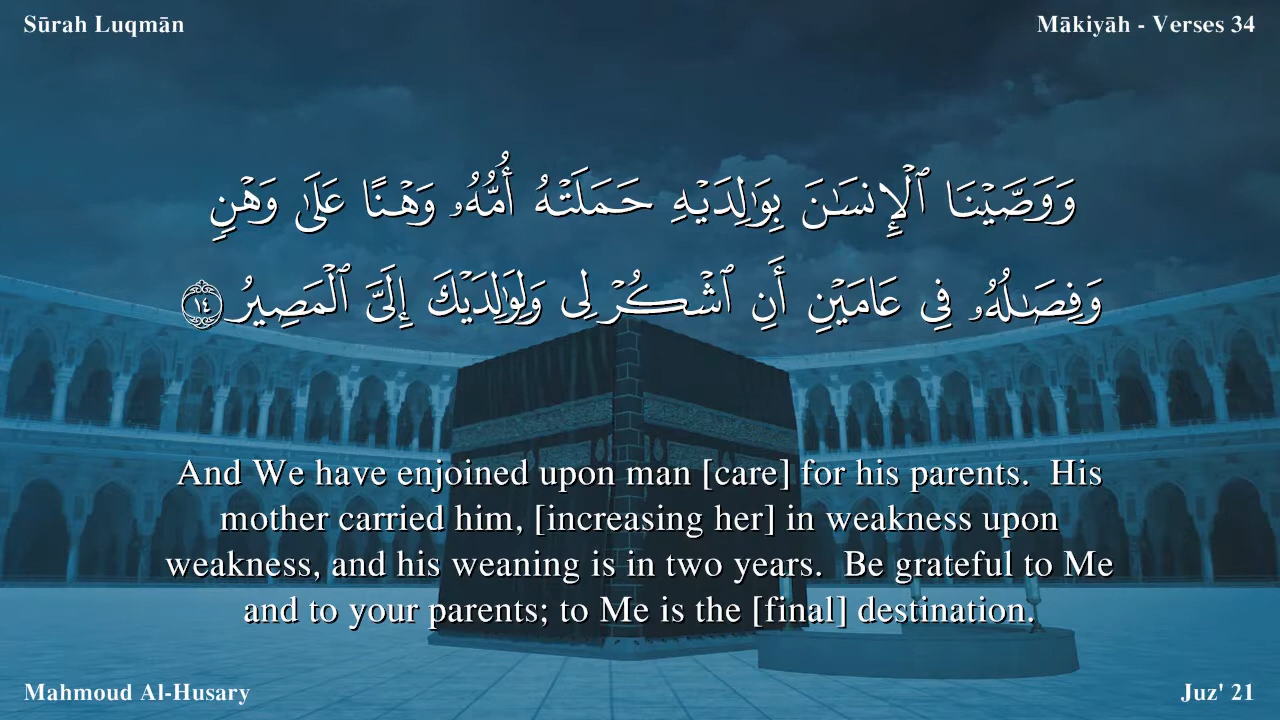 Sūrah Luqmān
Mākiyāh - Verses 34
وَوَصَّيْنَا ٱلْإِنسَـٰنَ بِوَٰلِدَيْهِ حَمَلَتْهُ أُمُّهُۥ وَهْنًا عَلَىٰ وَهْنٍ
وَفِصَـٰلُهُۥ فِى عَامَيْنِ أَنِ ٱشْكُرْ لِى وَلِوَٰلِدَيْكَ إِلَىَّ ٱلْمَصِيرُ ١٤
And We have enjoined upon man [care] for his parents. His
mother carried him, [increasing her] in weakness upon
weakness, and his weaning is in two years. Be grateful to Me
and to your parents; to Me is the [final] destination.
Mahmoud Al-Husary
Juz' 21